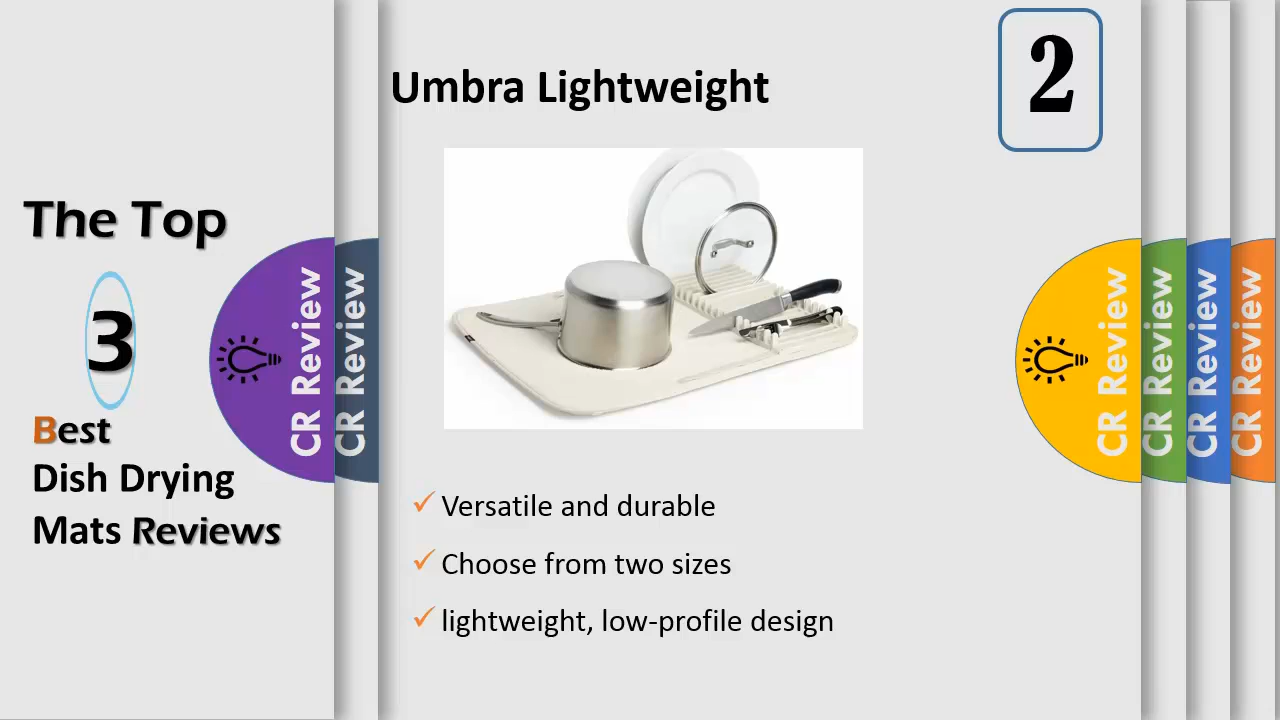 The Top
3
Best
Dish Drying
Mats Reviews
CR Review
CR Review
Umbra Lightweight
2
Versatile and durable
Choose from two sizes
lightweight, low-profile design
CR Review
CR Review
CR Review
CR Review